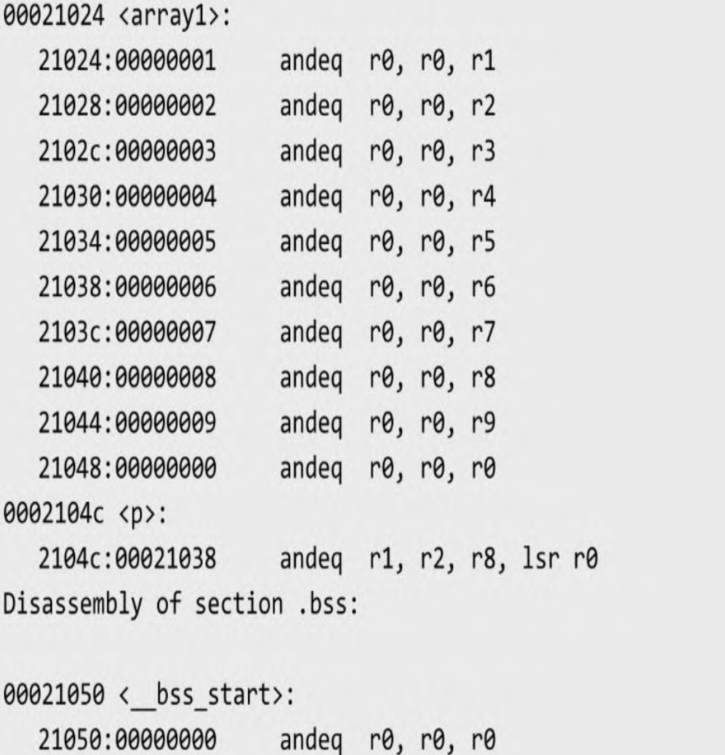 00021024 <array1>:
21024:00000001 andeq r0, r0, r1
21028:00000002 andeq r0, r0, r2
2102c:00000003 andeq r0, r0, r3
21030:00000004 andeq r0, r0, r4
21034:00000005 andeq r0, r0, r5
21038:00000006 andeq r0, r0, r6
2103c:00000007 andeq r0, r0, r7
21040:00000008 andeq r0, r0, r8
21044:00000009 andeq r0, r0, r9
21048:00000000 andeq r0, r0, r0
0002104c <p>:
2104c:00021038 andeq r1, r2, r8, lsr r0
Disassembly of section .bss:
00021050 <__bss_start>:
21050:00000000 andeq r0, r0, r0